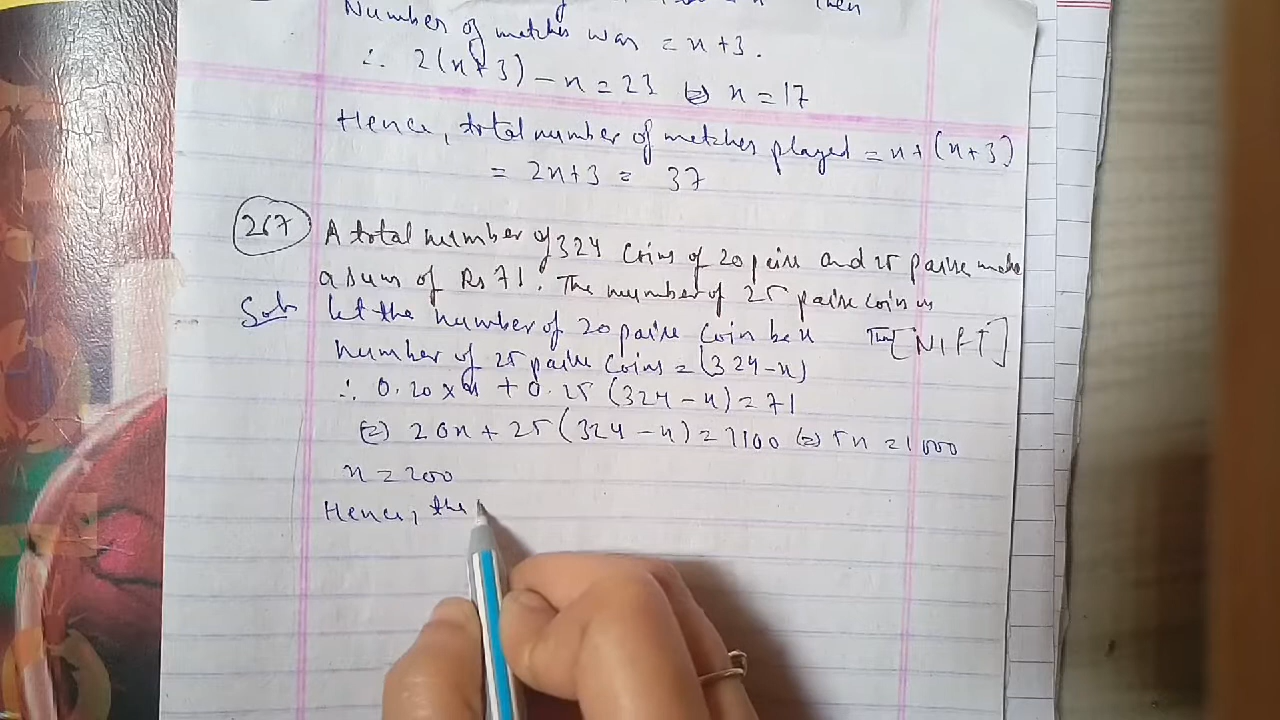 then
Number of matches was = x + 3.
∴ 2(x+3) - x = 23 ⇔ x = 17
Hence, total number of matches played = x + (x+3)
= 2x+3 = 37
267 A total number of 324 coins of 20 paise and 25 paise make
a sum of Rs 71. The number of 25 paise coins is
Sol: let the number of 20 paise coin be x [NIFT]
Number of 25 paise coins = (324-x)
∴ 0.20 × x + 0.25 (324-x) = 71
⇔ 20x + 25(324-x) = 7100 ⇔ 5x = 1000
x = 200
Hence, the